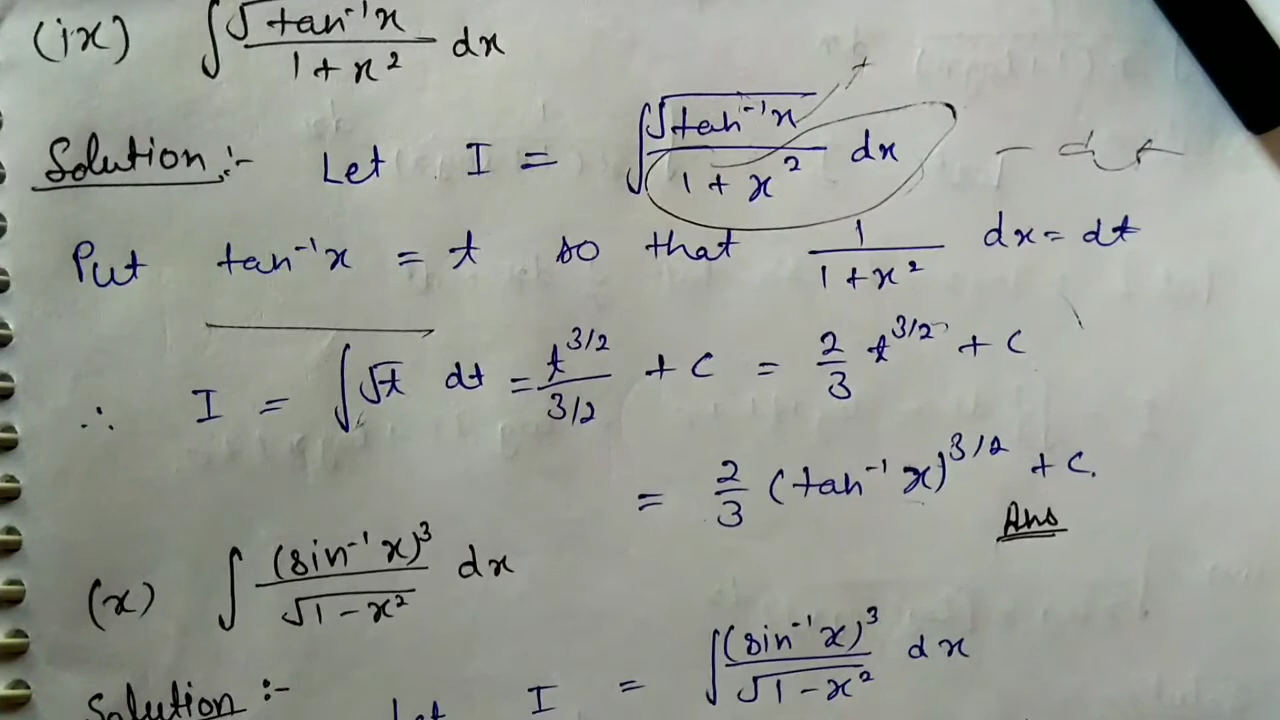 (ix) ∫ √tan⁻¹x / 1+x² dx
Solution:- Let I = ∫ √tan⁻¹x / 1+x² dx → t - dt
Put tan⁻¹x = t so that 1/1+x² dx = dt
∴ I = ∫√t dt = t^3/2 / 3/2 + C = 2/3 t^3/2 + C
= 2/3 (tan⁻¹x)^3/2 + C.
Ans
(x) ∫ (sin⁻¹x)³ / √1-x² dx
Solution:- Let I = ∫ (sin⁻¹x)³ / √1-x² dx